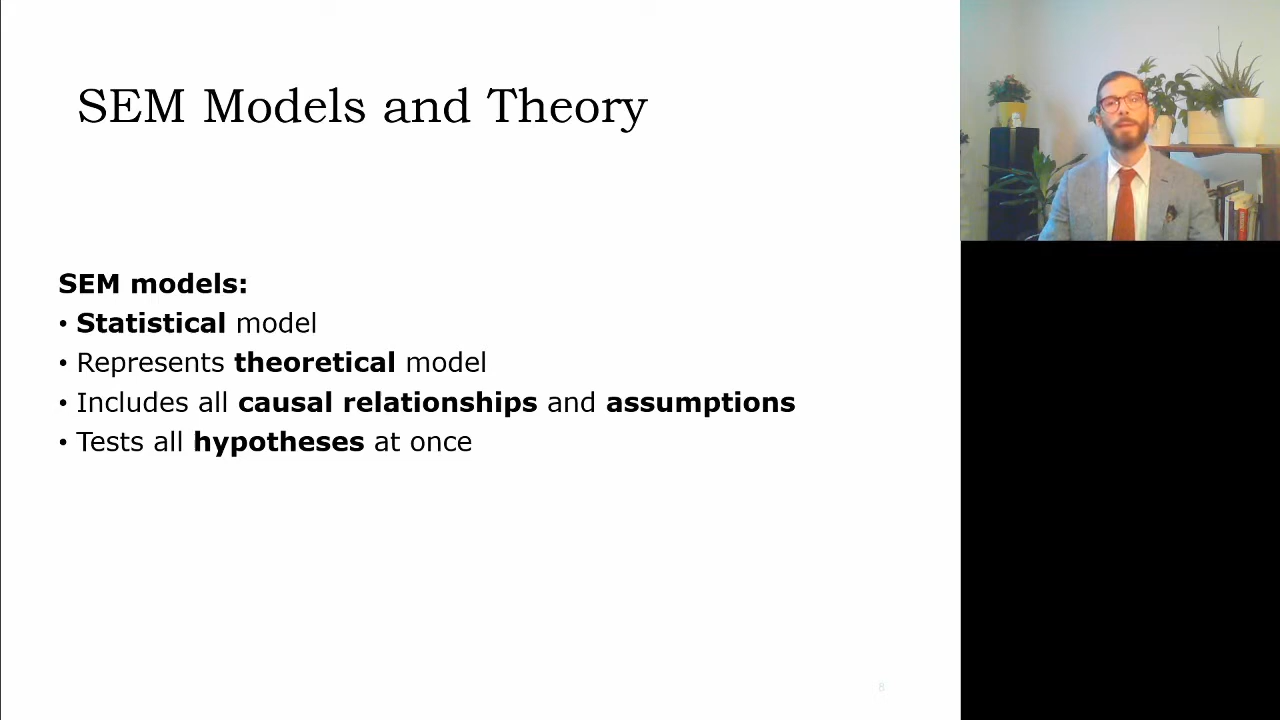 SEM Models and Theory
SEM models:
• Statistical model
• Represents theoretical model
• Includes all causal relationships and assumptions
• Tests all hypotheses at once
8